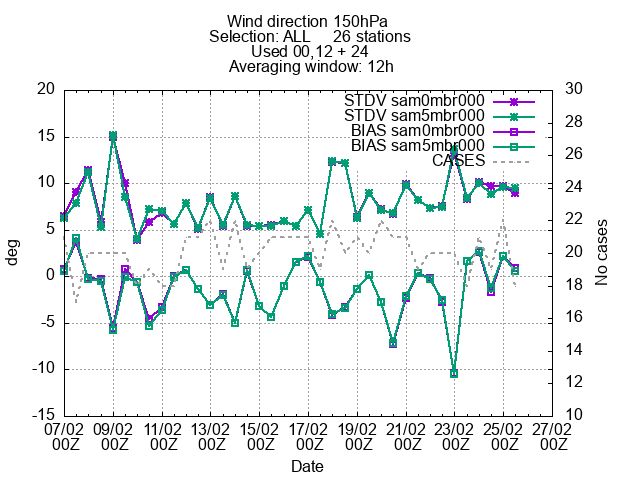 Wind direction 150hPa
Selection: ALL 26 stations
Used 00,12 + 24
Averaging window: 12h
STDV sam0mbr000
STDV sam5mbr000
BIAS sam0mbr000
BIAS sam5mbr000
CASES
20
15
10
5
0
-5
-10
-15
deg
30
28
26
24
22
20
18
16
14
12
10
No cases
07/02 09/02 11/02 13/02 15/02 17/02 19/02 21/02 23/02 25/02 27/02
00Z 00Z 00Z 00Z 00Z 00Z 00Z 00Z 00Z 00Z 00Z
Date